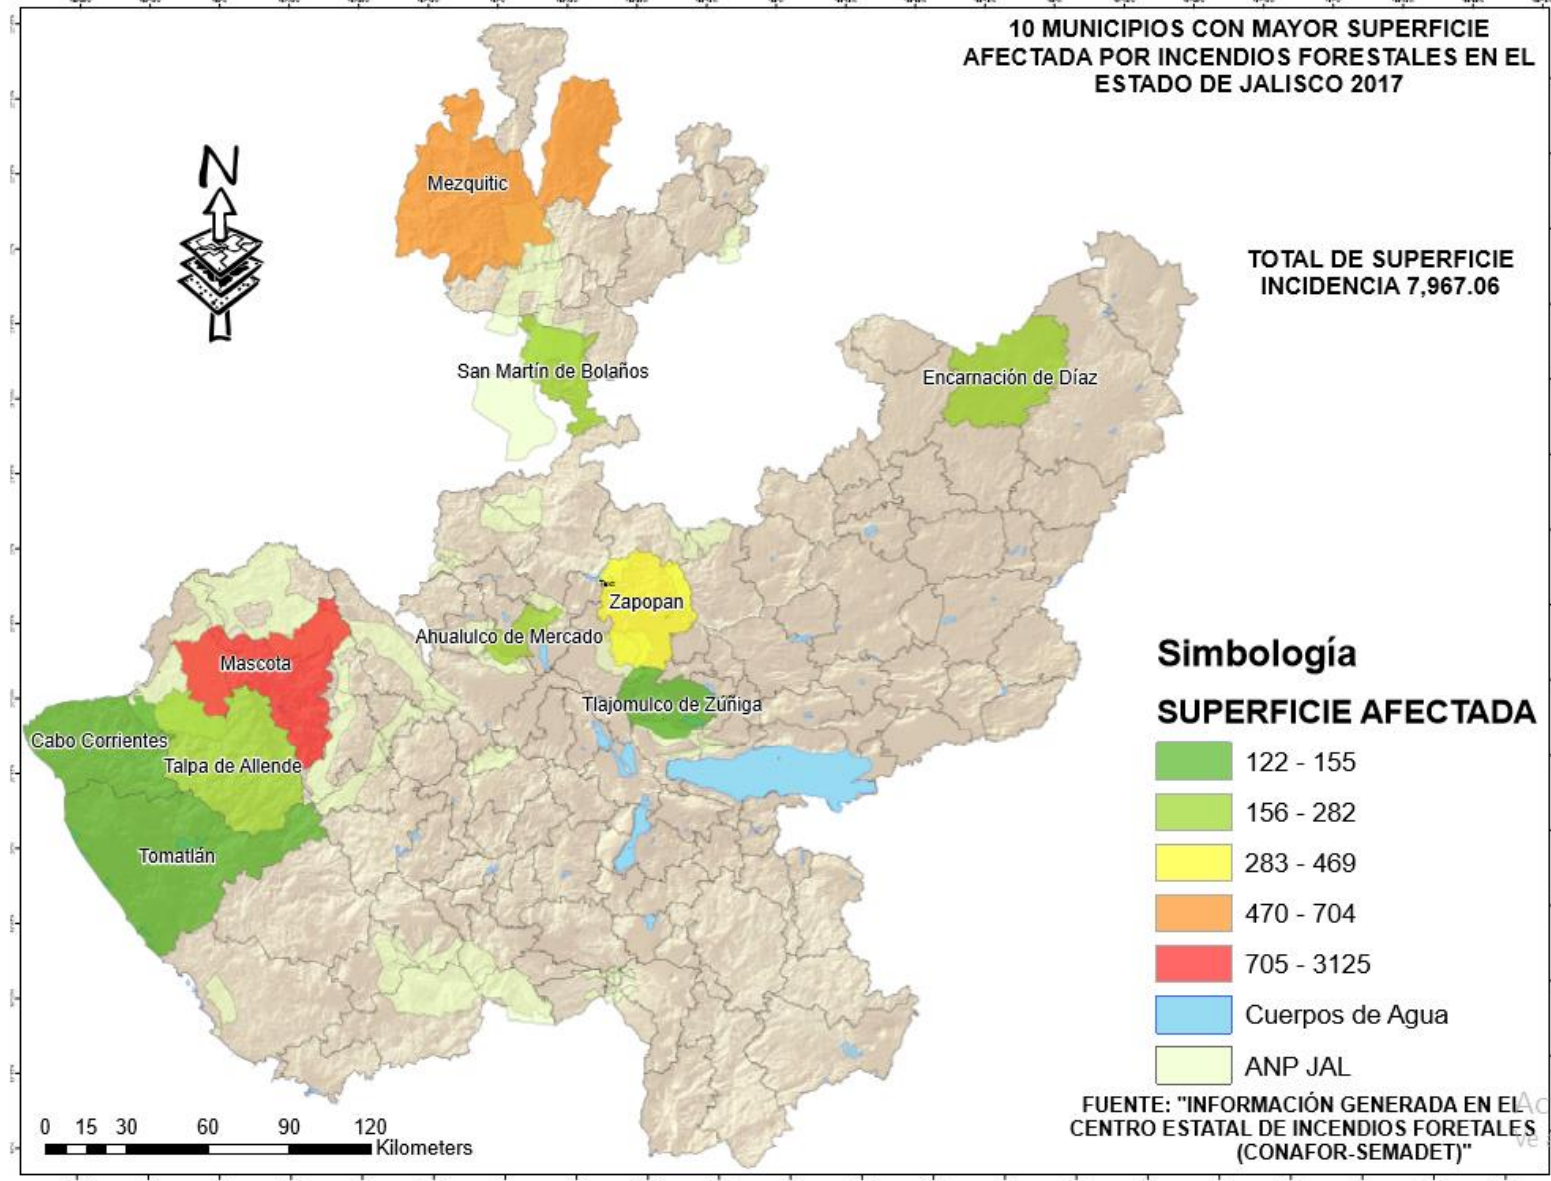 10 MUNICIPIOS CON MAYOR SUPERFICIE
AFECTADA POR INCENDIOS FORESTALES EN EL
ESTADO DE JALISCO 2017
N
Mezquitic
TOTAL DE SUPERFICIE
INCIDENCIA 7,967.06
San Martín de Bolaños
Encarnación de Díaz
Zapopan
Ahualulco de Mercado
Mascota
Tlajomulco de Zúñiga
Cabo Corrientes
Talpa de Allende
Tomatlán
Simbología
SUPERFICIE AFECTADA
122 - 155
156 - 282
283 - 469
470 - 704
705 - 3125
Cuerpos de Agua
ANP JAL
FUENTE: "INFORMACIÓN GENERADA EN EL
CENTRO ESTATAL DE INCENDIOS FORETALES
(CONAFOR-SEMADET)"
0 15 30 60 90 120
Kilometers